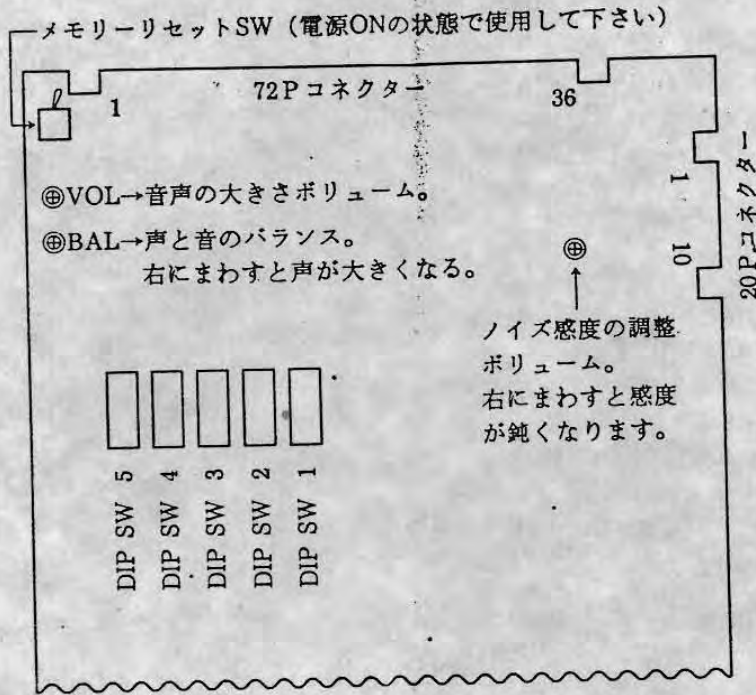 メモリーリセットSW（電源ONの状態で使用して下さい）
1
72Pコネクター
36
1
10
20Pコネクター
⊕VOL→音声の大きさボリューム。
⊕BAL→声と音のバランス。
右にまわすと声が大きくなる。
⊕
ノイズ感度の調整
ボリューム。
右にまわすと感度
が鈍くなります。
DIP SW 5
DIP SW 4
DIP SW 3
DIP SW 2
DIP SW 1